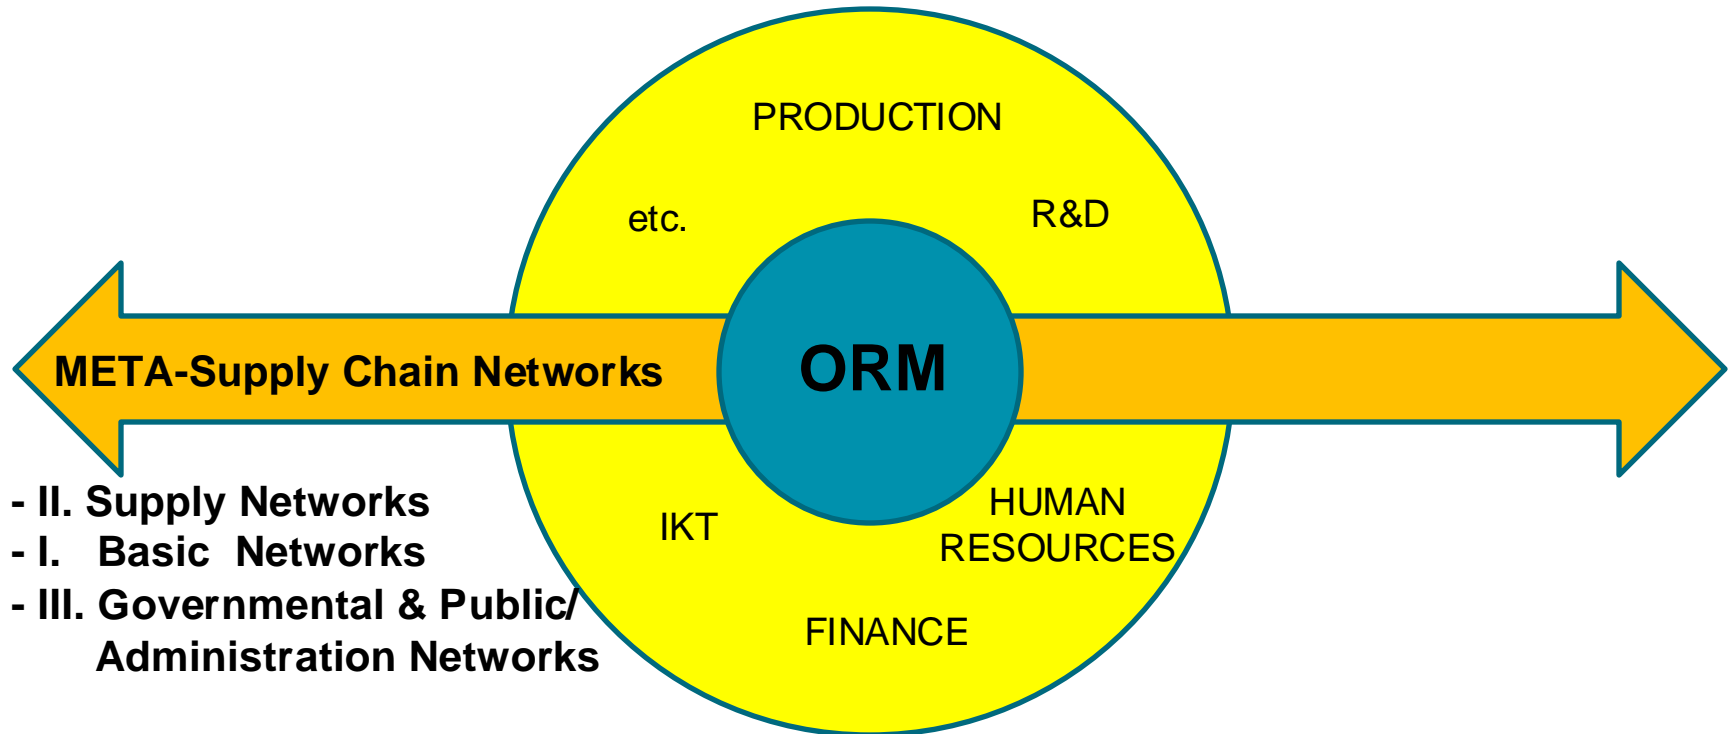 PRODUCTION
etc.
R&D
META-Supply Chain Networks
ORM
- II. Supply Networks
- I. Basic Networks
- III. Governmental & Public/
Administration Networks
IKT
HUMAN
RESOURCES
FINANCE